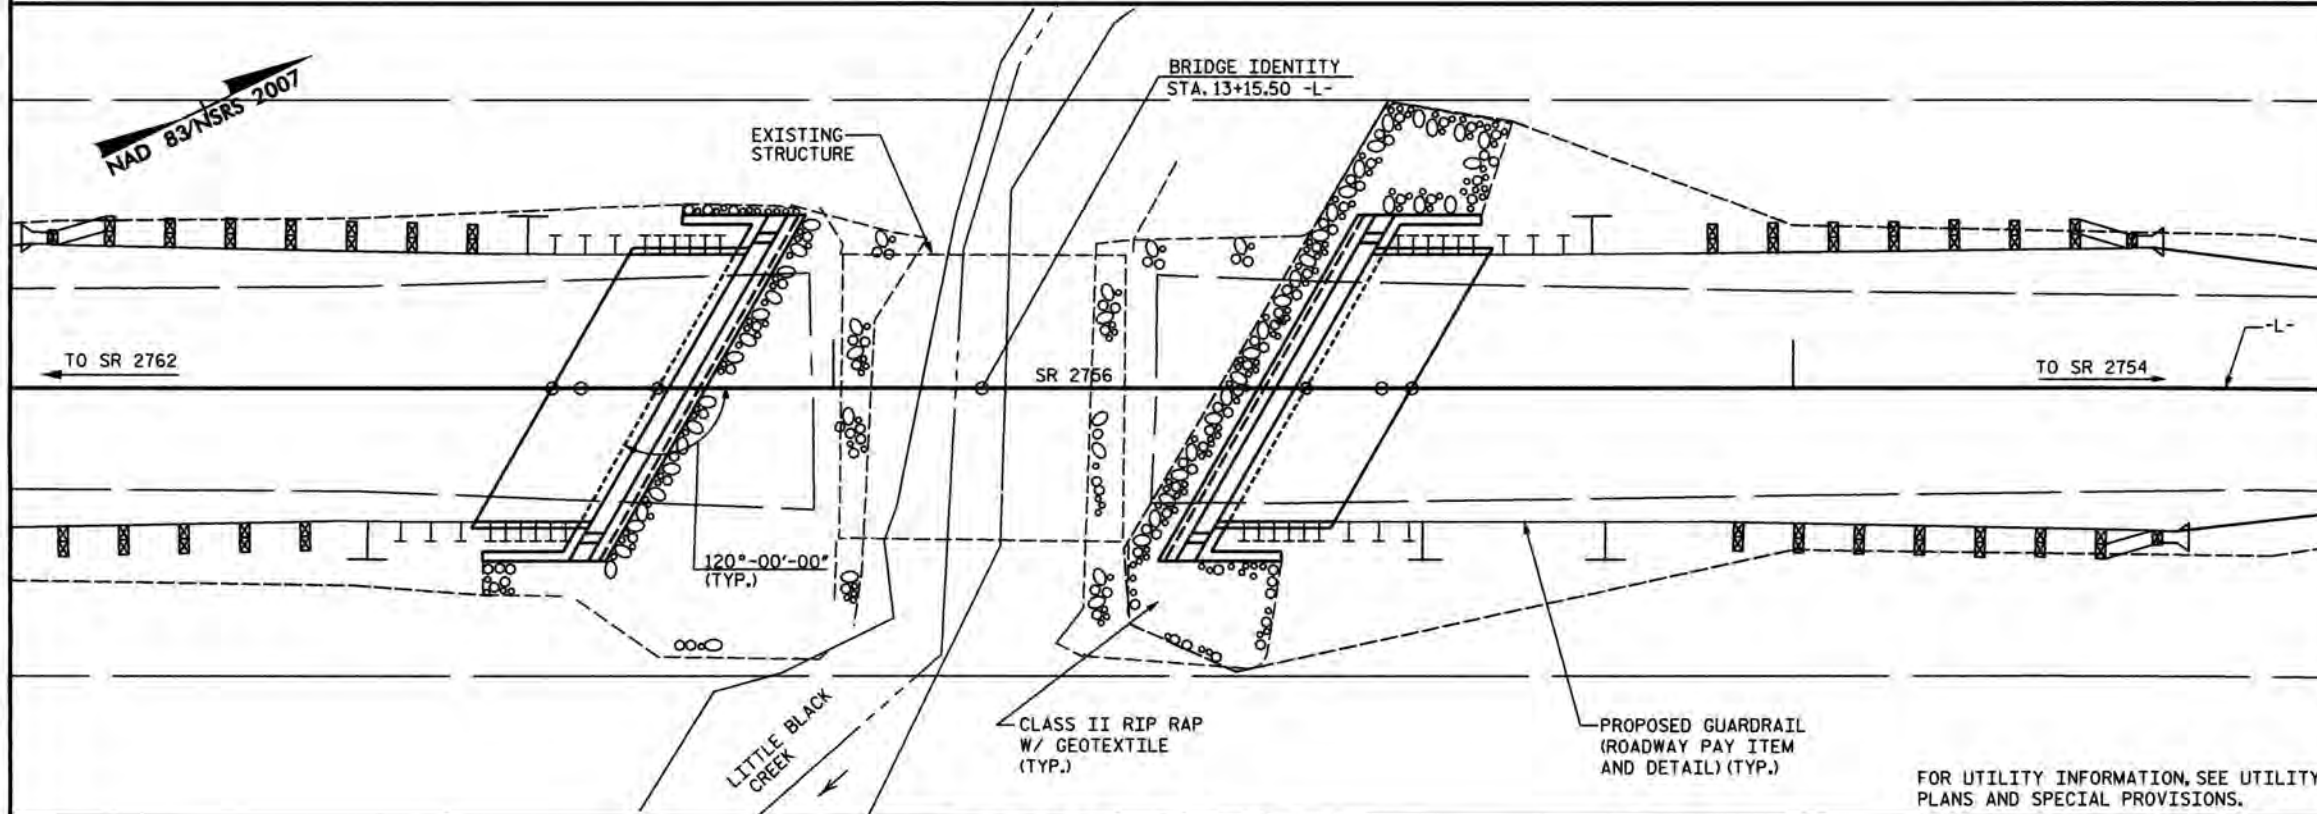 NAD 83/NSRS 2007
BRIDGE IDENTITY
STA. 13+15.50 -L-
EXISTING
STRUCTURE
TO SR 2762
SR 2756
TO SR 2754
-L-
120°-00'-00"
(TYP.)
LITTLE BLACK
CREEK
CLASS II RIP RAP
W/ GEOTEXTILE
(TYP.)
PROPOSED GUARDRAIL
(ROADWAY PAY ITEM
AND DETAIL) (TYP.)
FOR UTILITY INFORMATION, SEE UTILITY
PLANS AND SPECIAL PROVISIONS.